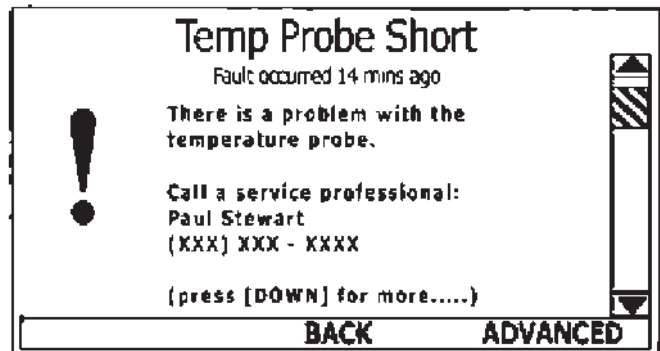 Temp Probe Short
Fault occurred 14 mins ago
There is a problem with the
temperature probe.
Call a service professional:
Paul Stewart
(XXX) XXX - XXXX
(press [DOWN] for more.....)
BACK ADVANCED